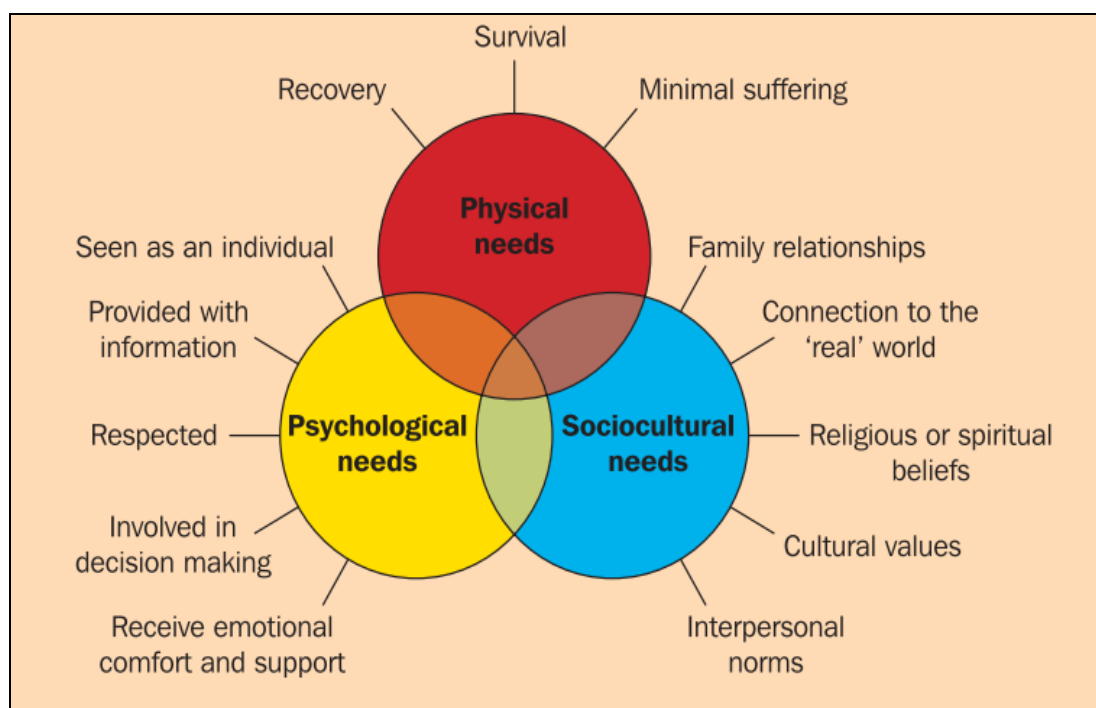 Survival
Recovery
Minimal suffering
Physical
needs
Seen as an individual
Family relationships
Provided with
information
Connection to the
‘real’ world
Respected
Psychological
needs
Sociocultural
needs
Religious or spiritual
beliefs
Involved in
decision making
Cultural values
Receive emotional
comfort and support
Interpersonal
norms